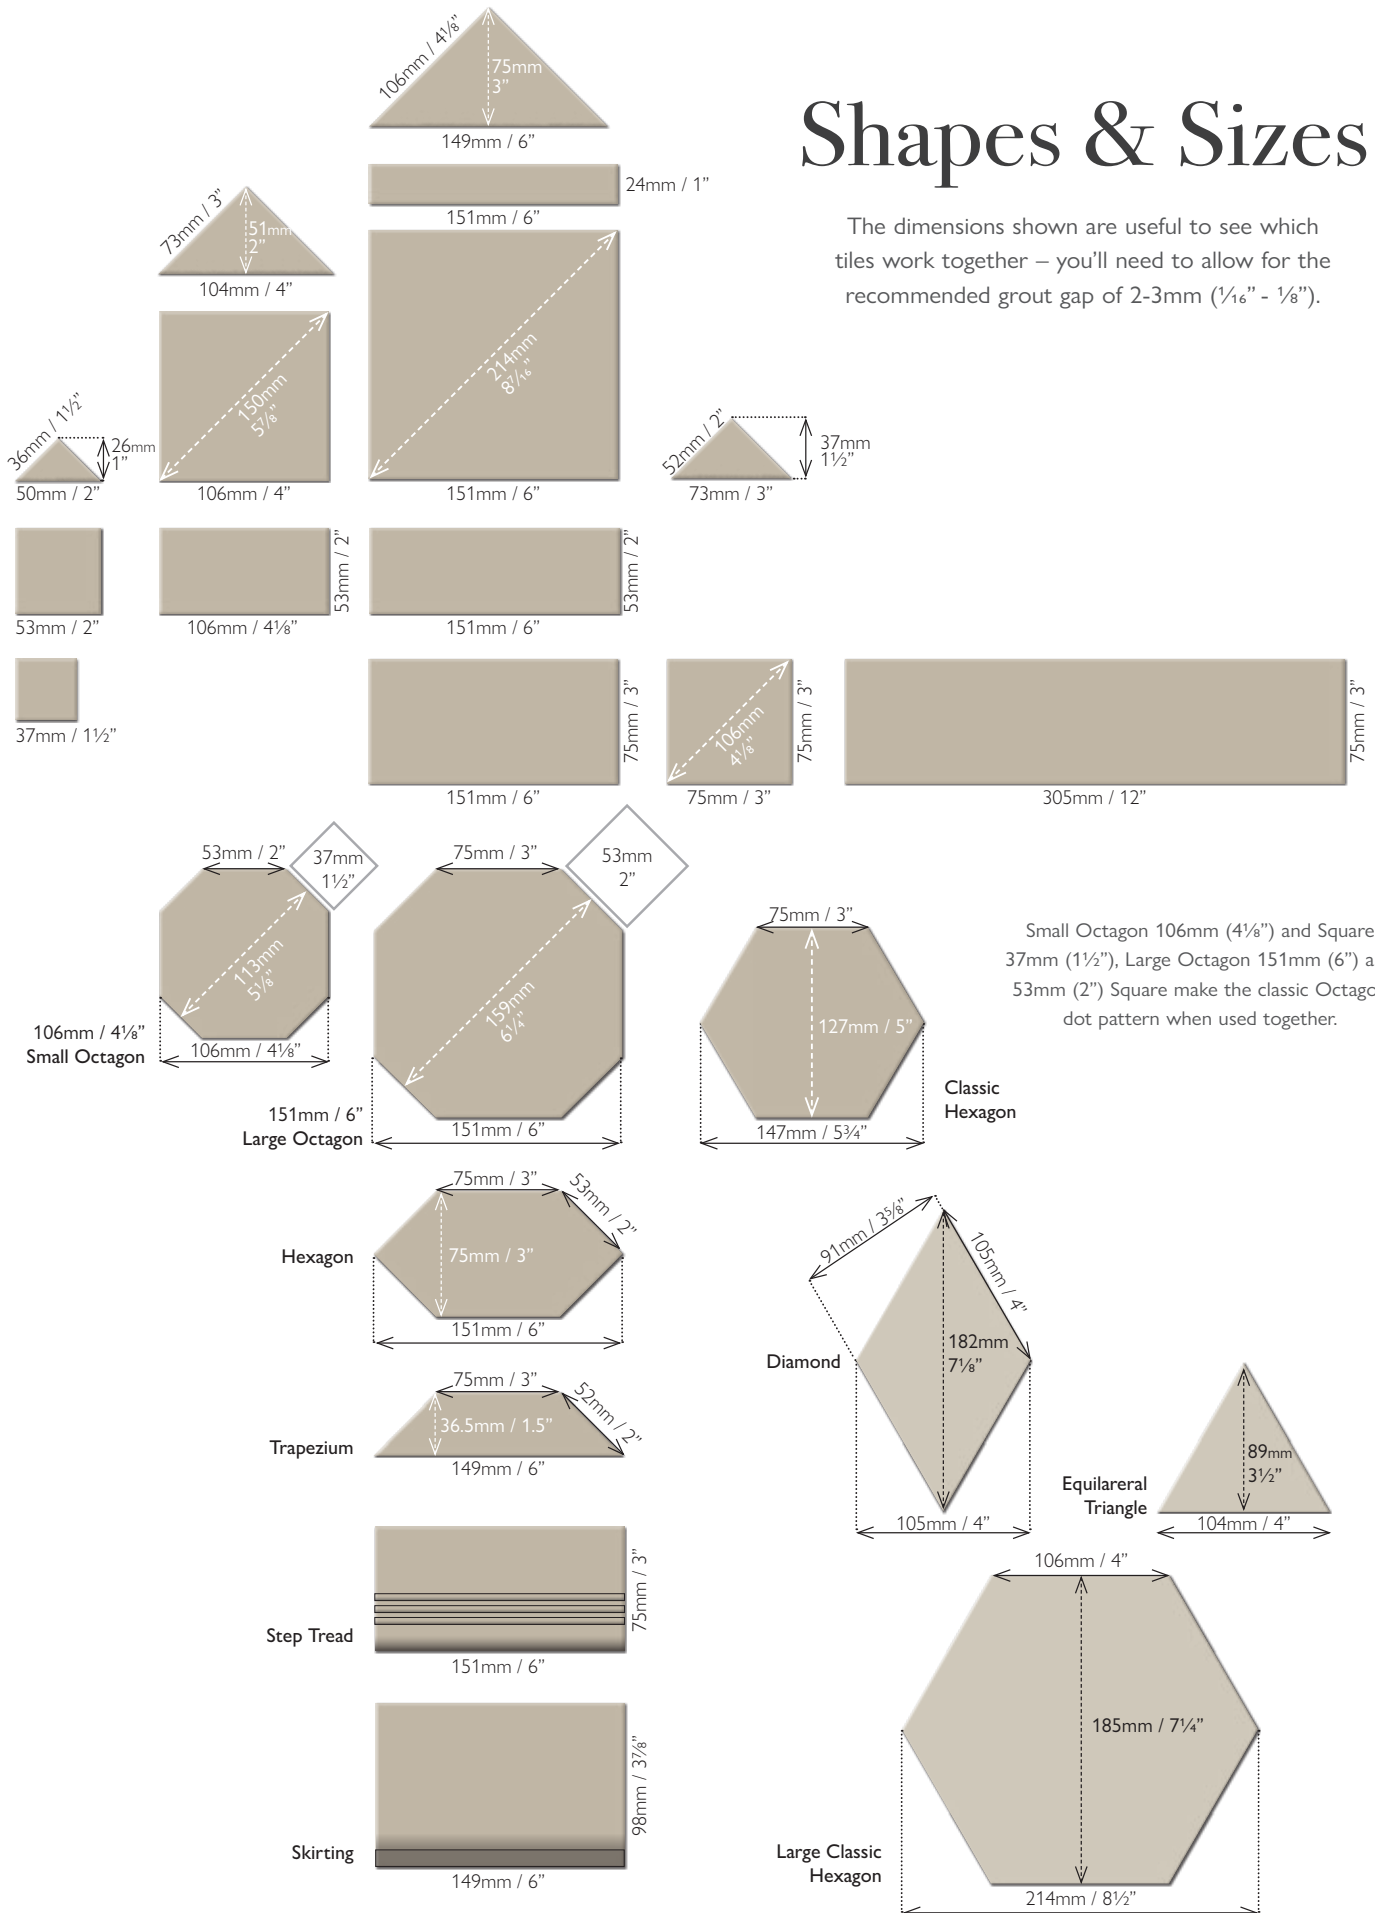 Shapes & Sizes
The dimensions shown are useful to see which
tiles work together – you’ll need to allow for the
recommended grout gap of 2-3mm (¹⁄₁₆” - ⅛”).
106mm / 4⅛”
75mm
3”
149mm / 6”
24mm / 1”
151mm / 6”
73mm / 3”
51mm
2”
104mm / 4”
150mm
5⅞”
106mm / 4”
214mm
8⁷⁄₁₆”
151mm / 6”
36mm / 1½”
26mm
1”
50mm / 2”
52mm / 2”
37mm
1½”
73mm / 3”
53mm / 2”
106mm / 4⅛”
53mm / 2”
151mm / 6”
53mm / 2”
37mm / 1½”
151mm / 6”
75mm / 3”
106mm
4⅛”
75mm / 3”
75mm / 3”
305mm / 12”
75mm / 3”
53mm / 2”
37mm
1½”
113mm
5⅛”
106mm / 4⅛”
Small Octagon
106mm / 4⅛”
75mm / 3”
53mm
2”
159mm
6¼”
151mm / 6”
Large Octagon
151mm / 6”
75mm / 3”
127mm / 5”
147mm / 5¾”
Classic
Hexagon
Small Octagon 106mm (4⅛”) and Square
37mm (1½”), Large Octagon 151mm (6”) a
53mm (2”) Square make the classic Octago
dot pattern when used together.
75mm / 3”
53mm / 2”
Hexagon
75mm / 3”
151mm / 6”
75mm / 3”
52mm / 2”
36.5mm / 1.5”
Trapezium
149mm / 6”
91mm / 3⅝”
105mm / 4”
182mm
7⅛”
Diamond
105mm / 4”
89mm
3½”
Equilareral
Triangle
104mm / 4”
75mm / 3”
Step Tread
151mm / 6”
98mm / 3⅞”
Skirting
149mm / 6”
106mm / 4”
185mm / 7¼”
Large Classic
Hexagon
214mm / 8½”